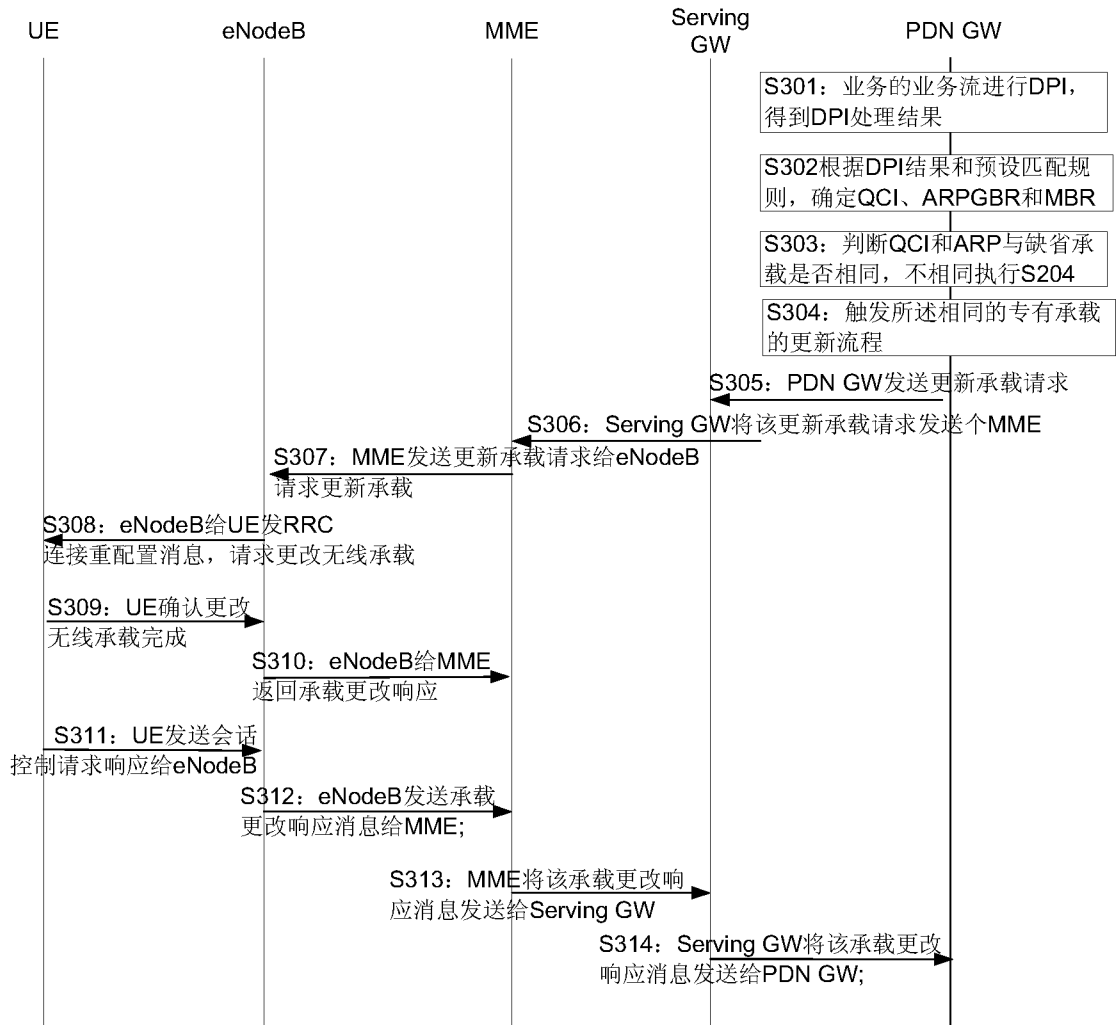 UE
eNodeB
MME
Serving
GW
PDN GW
S301：业务的业务流进行DPI，
得到DPI处理结果
S302根据DPI结果和预设匹配规
则，确定QCI、ARPGBR和MBR
S303：判断QCI和ARP与缺省承
载是否相同，不相同执行S204
S304：触发所述相同的专有承载
的更新流程
S305：PDN GW发送更新承载请求
S306：Serving GW将该更新承载请求发送个MME
S307：MME发送更新承载请求给eNodeB
请求更新承载
S308：eNodeB给UE发RRC
连接重配置消息，请求更改无线承载
S309：UE确认更改
无线承载完成
S310：eNodeB给MME
返回承载更改响应
S311：UE发送会话
控制请求响应给eNodeB
S312：eNodeB发送承载
更改响应消息给MME;
S313：MME将该承载更改响
应消息发送给Serving GW
S314：Serving GW将该承载更改
响应消息发送给PDN GW;